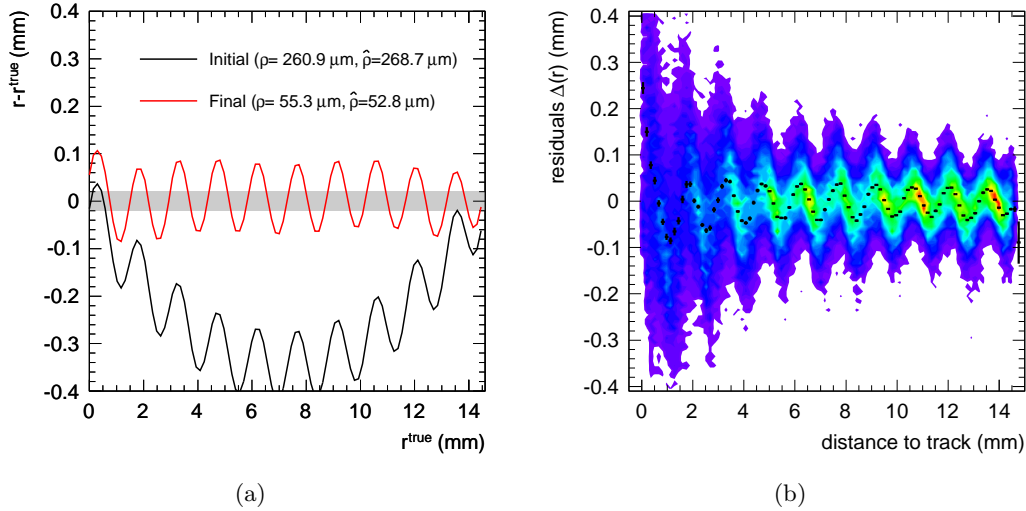 r-r^true (mm)
0.4
0.3
0.2
0.1
0
-0.1
-0.2
-0.3
-0.4
Initial (ρ= 260.9 μm, ρ̂=268.7 μm)
Final (ρ= 55.3 μm, ρ̂=52.8 μm)
0 2 4 6 8 10 12 14
r^true (mm)
(a)
residuals Δ(r) (mm)
0.4
0.3
0.2
0.1
0
-0.1
-0.2
-0.3
-0.4
0 2 4 6 8 10 12 14
distance to track (mm)
(b)